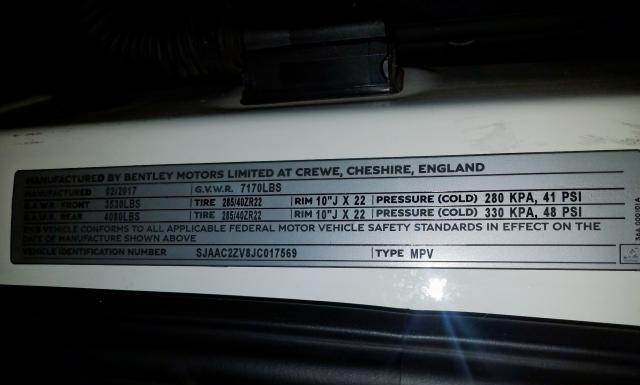 MANUFACTURED BY BENTLEY MOTORS LIMITED AT CREWE, CHESHIRE, ENGLAND
MANUFACTURED 02/2017 G.V.W.R. 7170LBS
G.A.W.R. FRONT 3530LBS TIRE 285/40ZR22 RIM 10"J X 22 PRESSURE (COLD) 280 KPA, 41 PSI
G.A.W.R. REAR 4080LBS TIRE 285/40ZR22 RIM 10"J X 22 PRESSURE (COLD) 330 KPA, 48 PSI
THIS VEHICLE CONFORMS TO ALL APPLICABLE FEDERAL MOTOR VEHICLE SAFETY STANDARDS IN EFFECT ON THE
DATE OF MANUFACTURE SHOWN ABOVE
VEHICLE IDENTIFICATION NUMBER SJAAC2ZV8JC017569 TYPE MPV